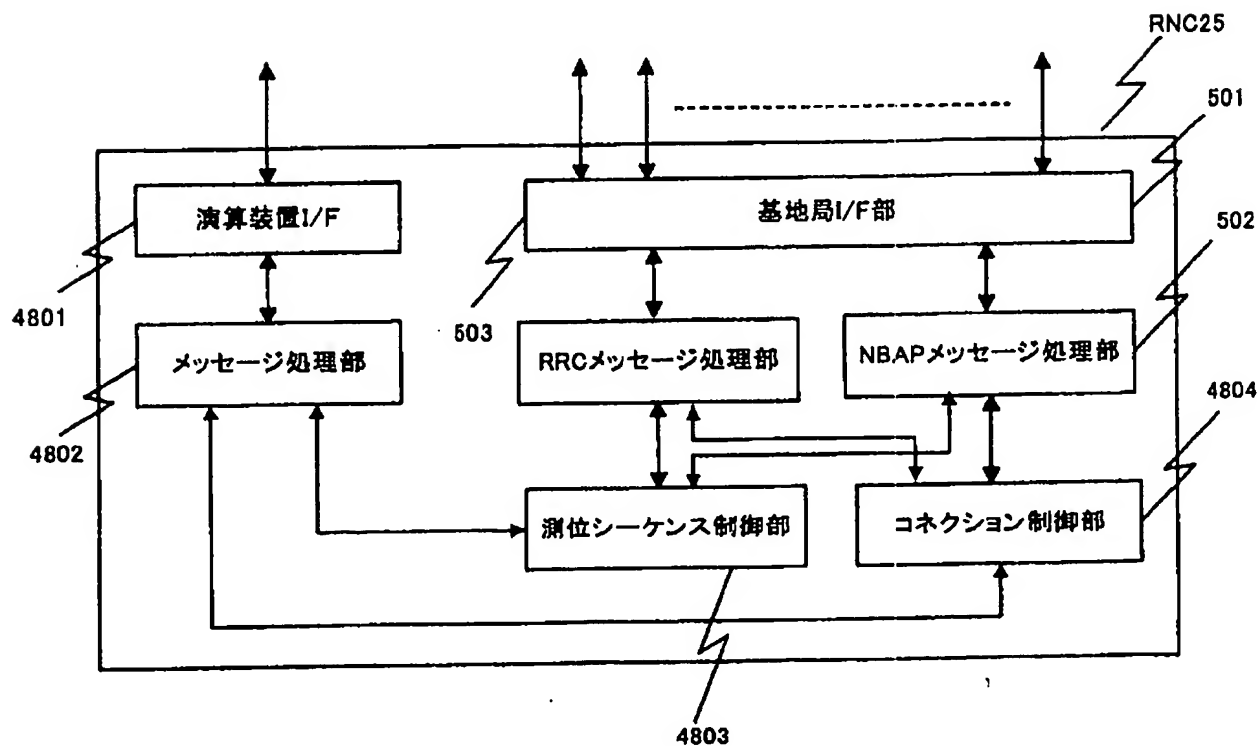 RNC25
501
演算装置I/F
基地局I/F部
502
4801
503
メッセージ処理部
RRCメッセージ処理部
NBAPメッセージ処理部
4804
4802
測位シーケンス制御部
コネクション制御部
4803